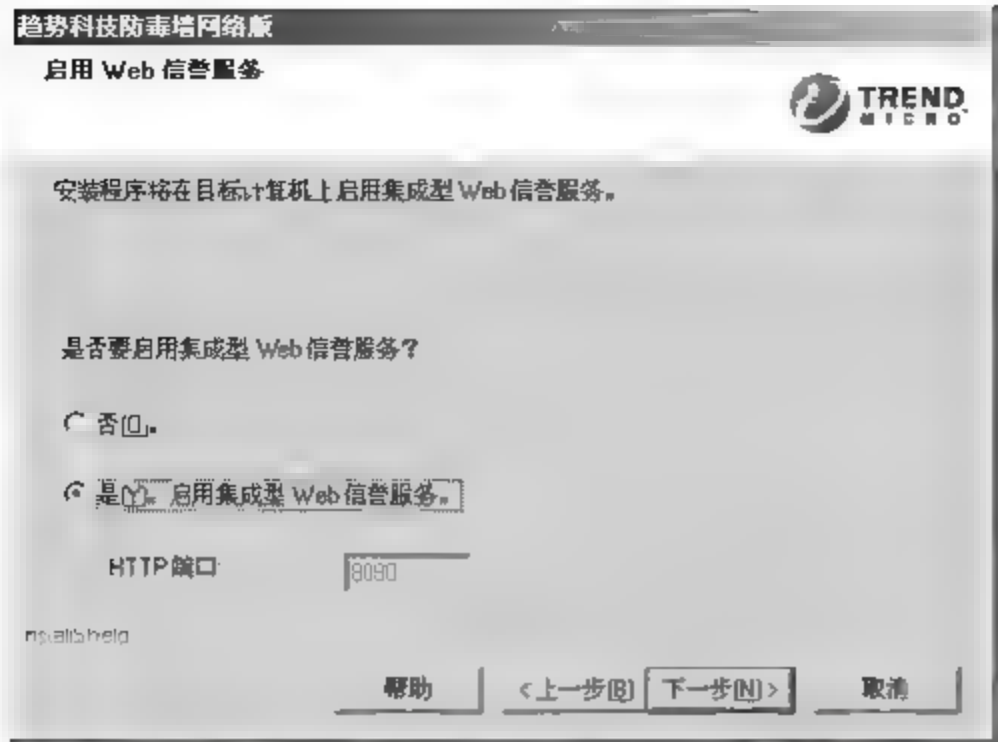 趋势科技防毒墙网络版
启用 Web 信誉服务
TREND
MICRO
安装程序将在目标计算机上启用集成型 Web 信誉服务。
是否要启用集成型 Web 信誉服务？
否(O)。
是(Y)。启用集成型 Web 信誉服务。
HTTP 端口
8080
帮助
<上一步(B)
下一步(N)>
取消